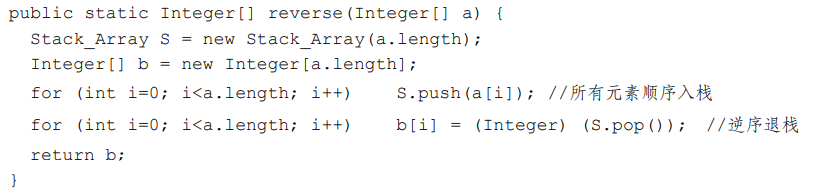 public static Integer[] reverse(Integer[] a) {
  Stack_Array S = new Stack_Array(a.length);
  Integer[] b = new Integer[a.length];
  for (int i=0; i<a.length; i++)    S.push(a[i]); //所有元素顺序入栈
  for (int i=0; i<a.length; i++)    b[i] = (Integer) (S.pop());  //逆序退栈
  return b;
}